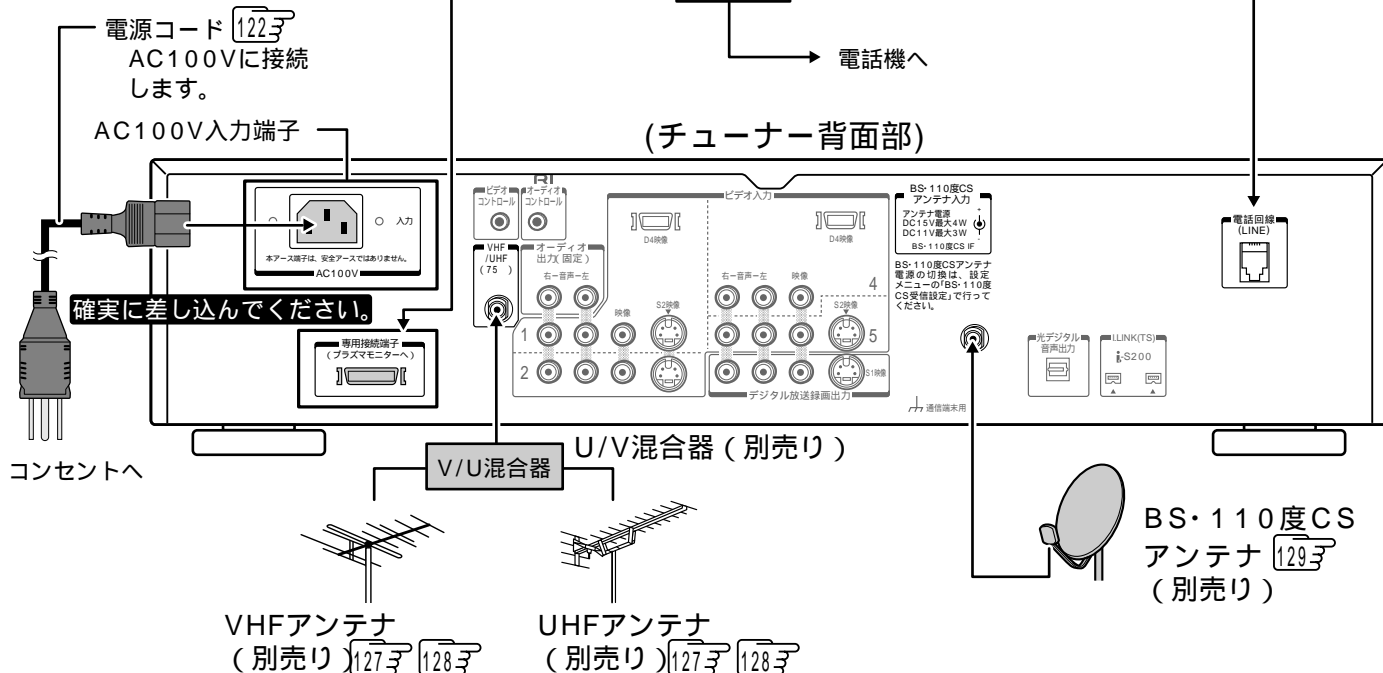 電源コード 122
AC100Vに接続
します。
電話機へ
AC100V入力端子
(チューナー背面部)
入力
本アース端子は、安全アースではありません。
AC100V
確実に差し込んでください。
専用接続端子
(プラズマモニターへ)
コンセントへ
RI
ビデオ
コントロール
オーディオ
コントロール
VHF
/UHF
(75 )
オーディオ
出力(固定)
右ー音声ー左
映像
S2映像
1
2
ビデオ入力
D4映像
D4映像
右ー音声ー左
映像
4
S2映像
5
S1映像
デジタル放送録画出力
BS・110度CS
アンテナ入力
アンテナ電源
DC15V最大4W
DC11V最大3W
BS・110度CS IF
BS・110度CSアンテナ
電源の切換は、設定
メニューの｢BS・110度
CS受信設定｣で行って
ください。
通信端末用
光デジタル
音声出力
i.LINK(TS)
S200
電話回線
(LINE)
V/U混合器
U/V混合器（別売り）
VHFアンテナ
（別売り）127 128
UHFアンテナ
（別売り）127 128
BS・110度CS
アンテナ 129
（別売り）